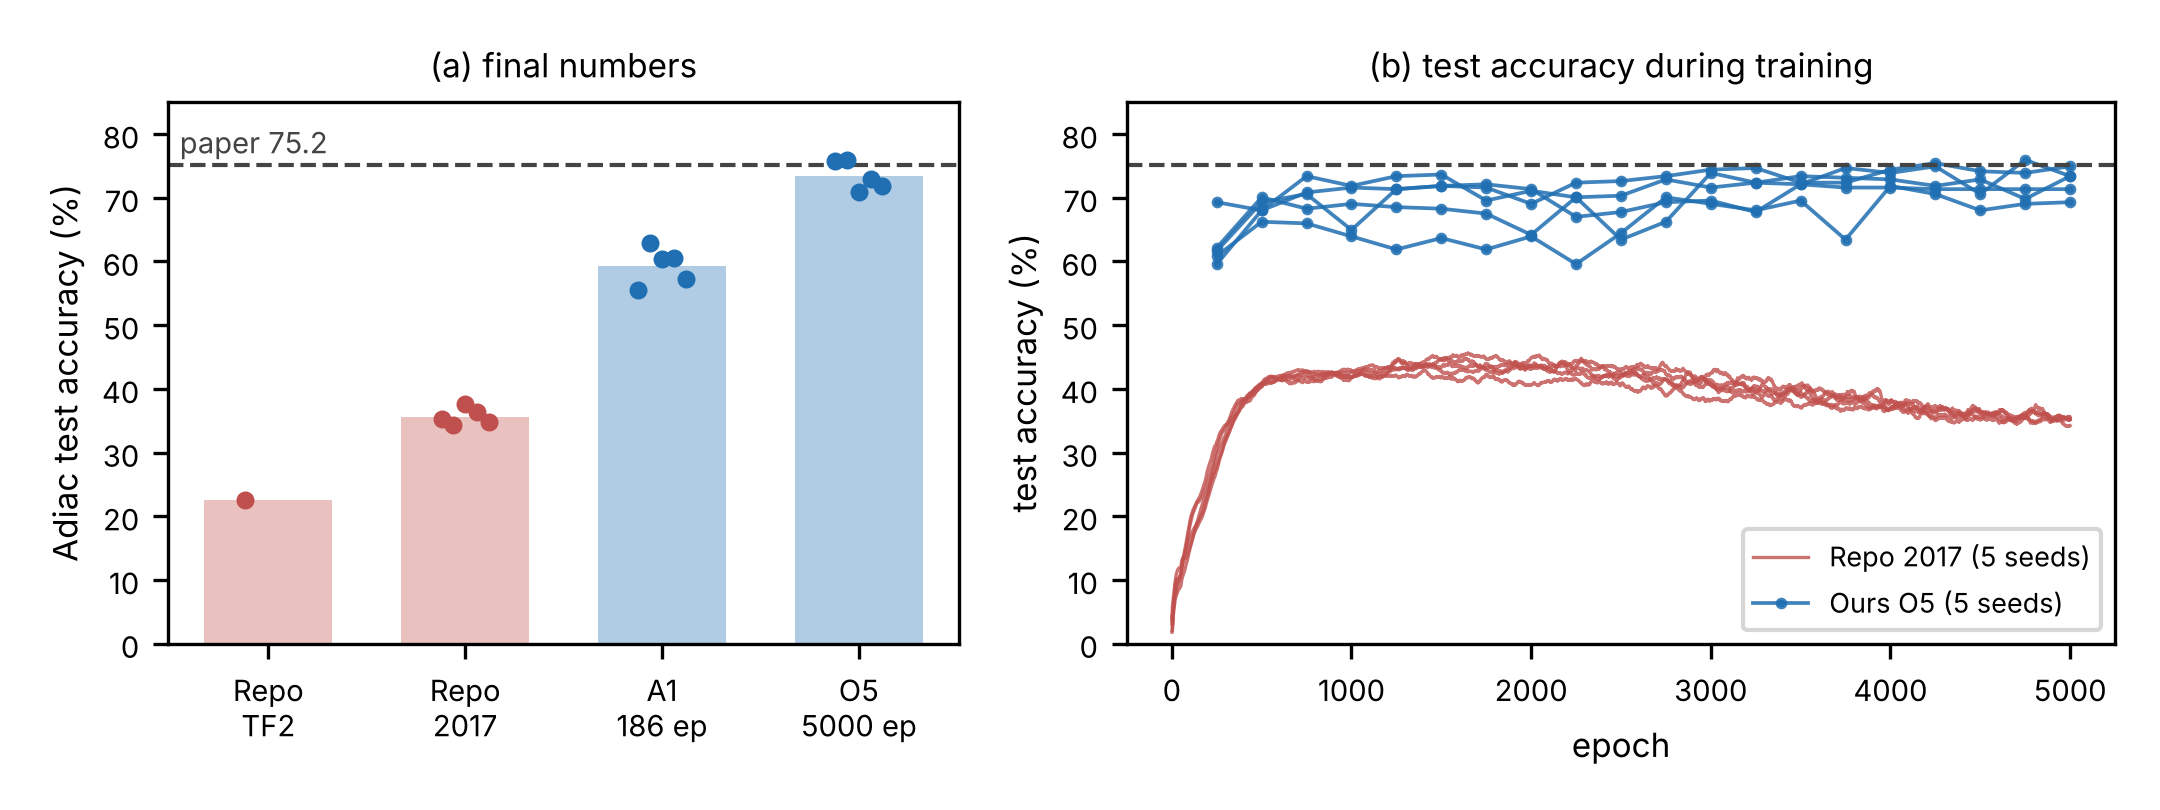 (a) final numbers
Adiac test accuracy (%)
80
70
60
50
40
30
20
10
0
paper 75.2
Repo
TF2
Repo
2017
A1
186 ep
O5
5000 ep
(b) test accuracy during training
test accuracy (%)
80
70
60
50
40
30
20
10
0
Repo 2017 (5 seeds)
Ours O5 (5 seeds)
0
1000
2000
3000
4000
5000
epoch